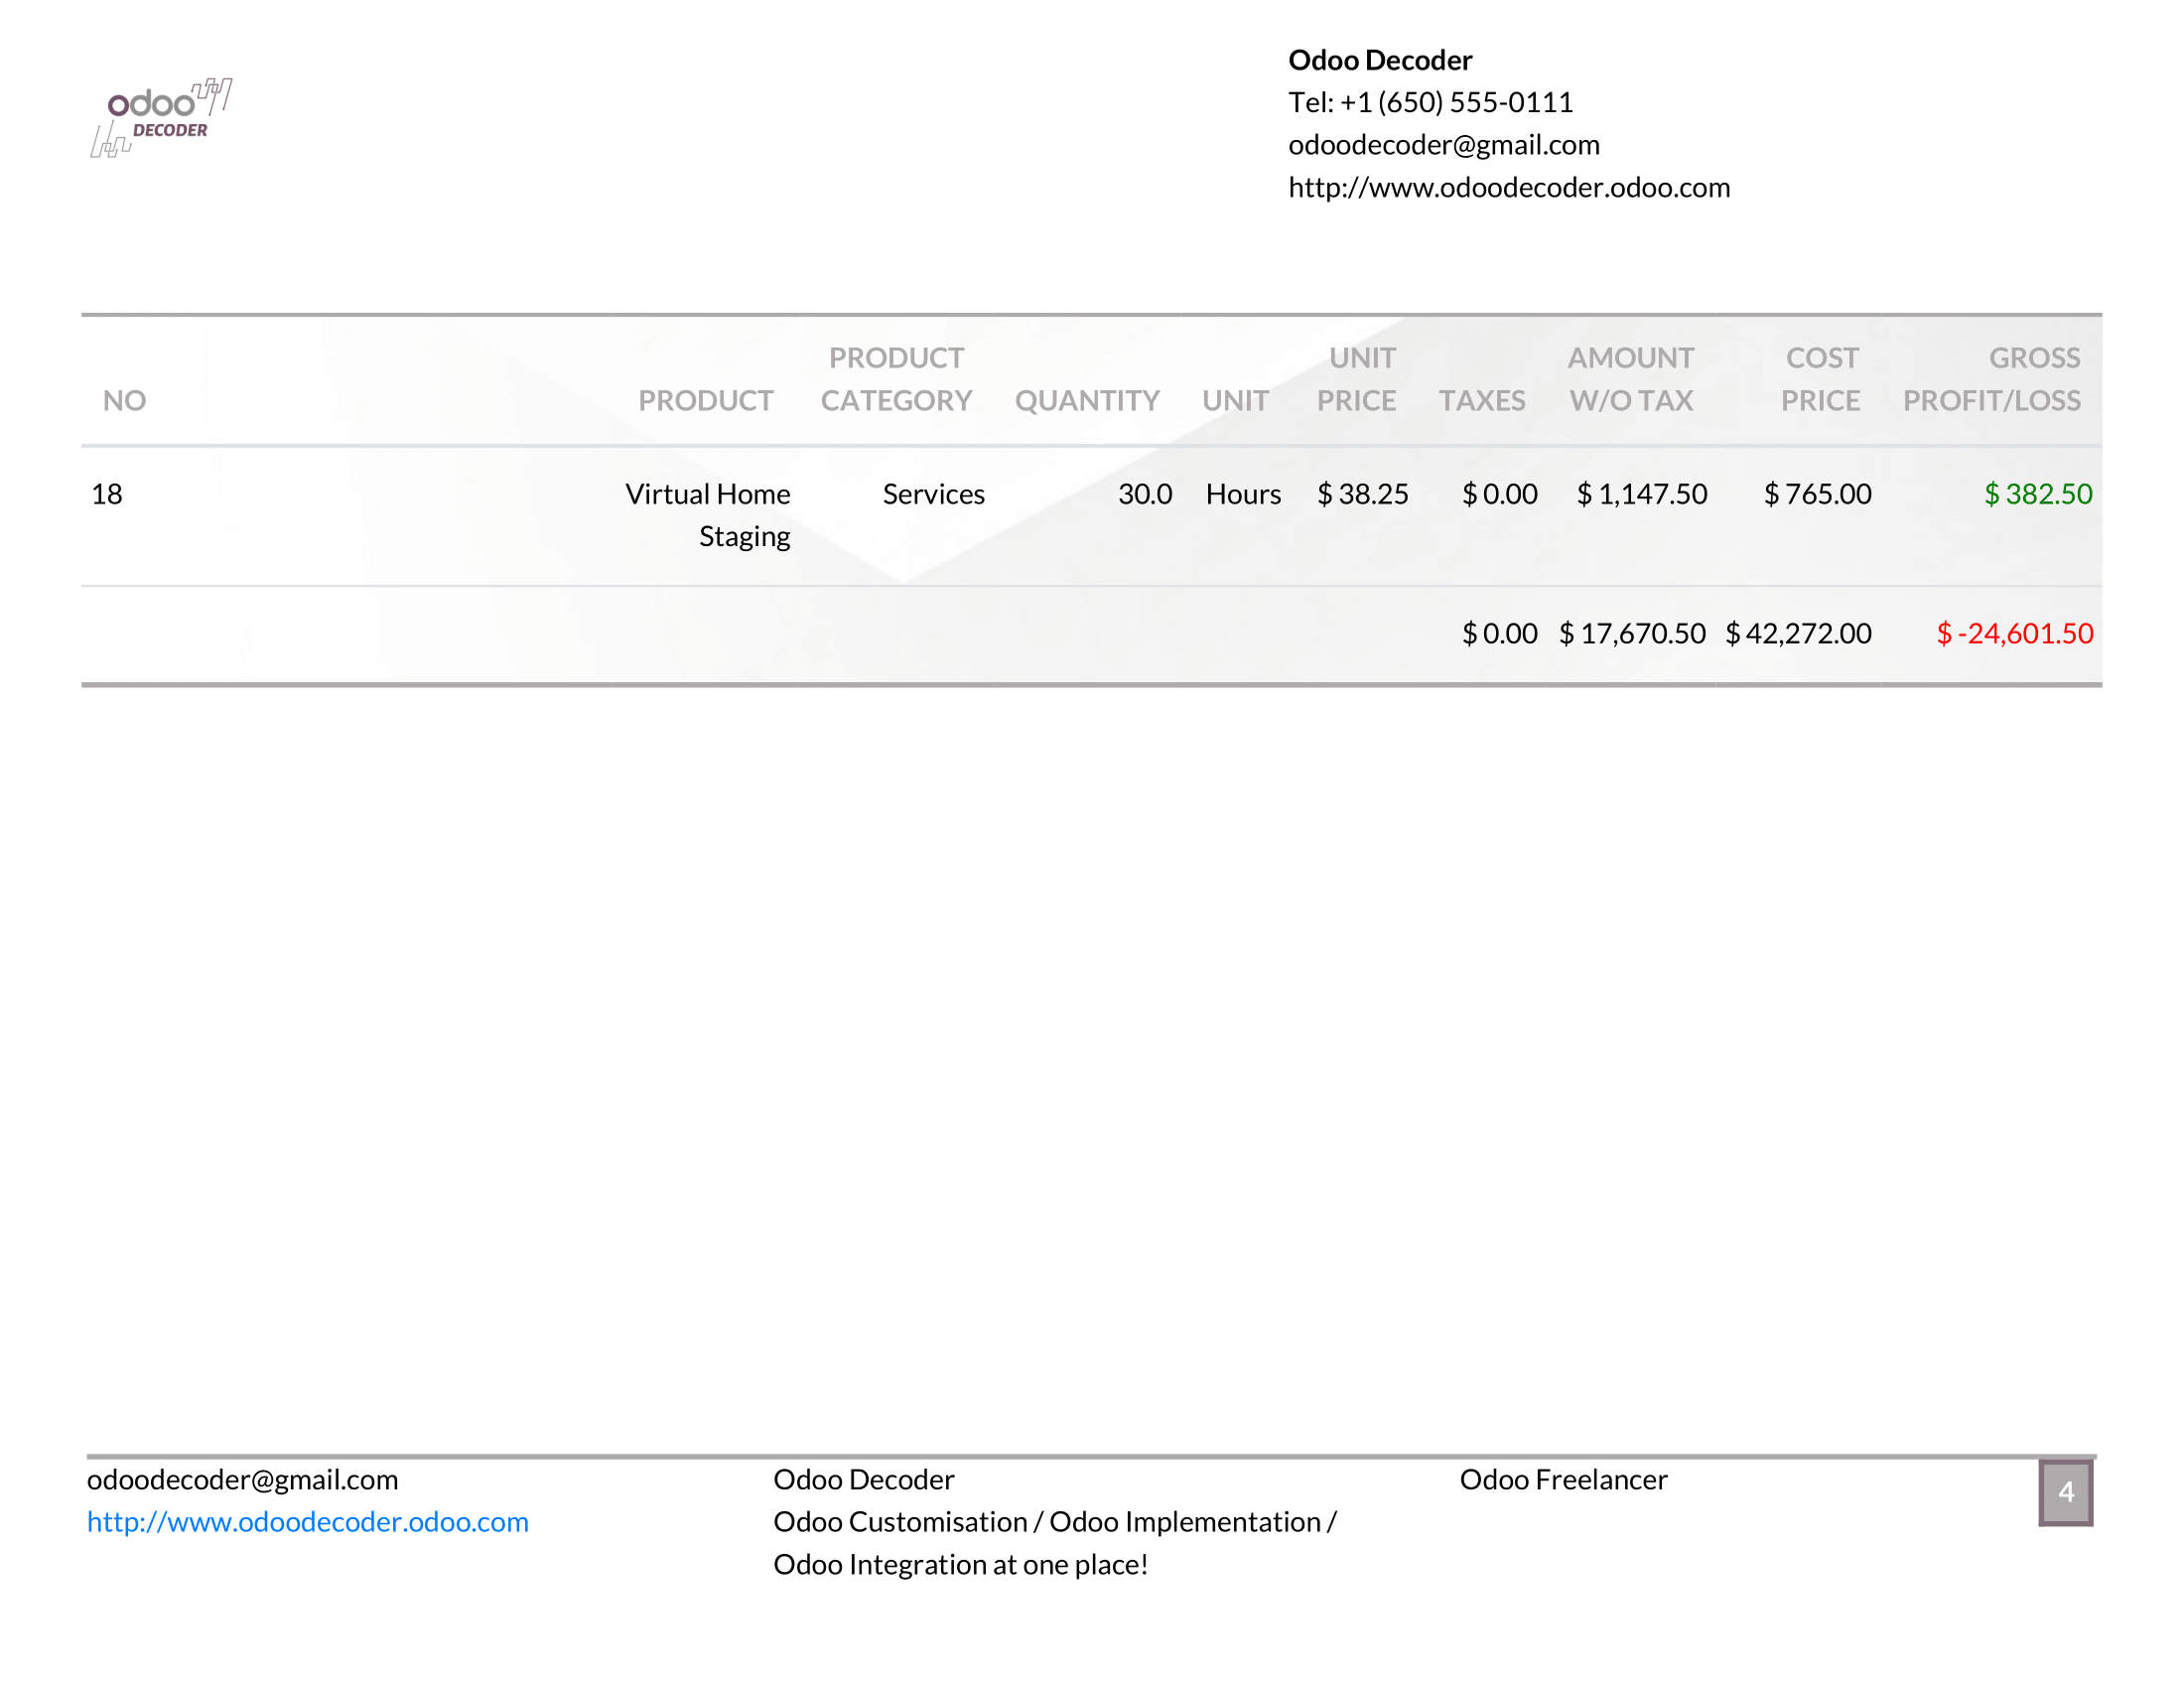 odoo
DECODER
Odoo Decoder
Tel: +1 (650) 555-0111
odoodecoder@gmail.com
http://www.odoodecoder.odoo.com
NO PRODUCT PRODUCT CATEGORY QUANTITY UNIT UNIT PRICE TAXES AMOUNT W/O TAX COST PRICE GROSS PROFIT/LOSS
18 Virtual Home Services 30.0 Hours $ 38.25 $ 0.00 $ 1,147.50 $ 765.00 $ 382.50
Staging
$ 0.00 $ 17,670.50 $ 42,272.00 $ -24,601.50
odoodecoder@gmail.com
http://www.odoodecoder.odoo.com
Odoo Decoder
Odoo Customisation / Odoo Implementation /
Odoo Integration at one place!
Odoo Freelancer
4